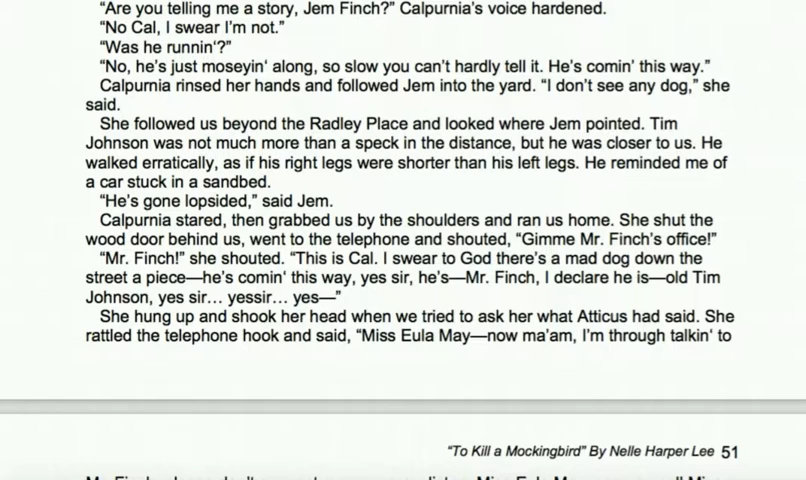 “Are you telling me a story, Jem Finch?” Calpurnia’s voice hardened.
“No Cal, I swear I’m not.”
“Was he runnin‘?”
“No, he’s just moseyin‘ along, so slow you can’t hardly tell it. He’s comin‘ this way.”
Calpurnia rinsed her hands and followed Jem into the yard. “I don’t see any dog,” she
said.
She followed us beyond the Radley Place and looked where Jem pointed. Tim
Johnson was not much more than a speck in the distance, but he was closer to us. He
walked erratically, as if his right legs were shorter than his left legs. He reminded me of
a car stuck in a sandbed.
“He’s gone lopsided,” said Jem.
Calpurnia stared, then grabbed us by the shoulders and ran us home. She shut the
wood door behind us, went to the telephone and shouted, “Gimme Mr. Finch’s office!”
“Mr. Finch!” she shouted. “This is Cal. I swear to God there’s a mad dog down the
street a piece—he’s comin‘ this way, yes sir, he’s—Mr. Finch, I declare he is—old Tim
Johnson, yes sir… yessir… yes—”
She hung up and shook her head when we tried to ask her what Atticus had said. She
rattled the telephone hook and said, “Miss Eula May—now ma’am, I’m through talkin‘ to
“To Kill a Mockingbird” By Nelle Harper Lee 51